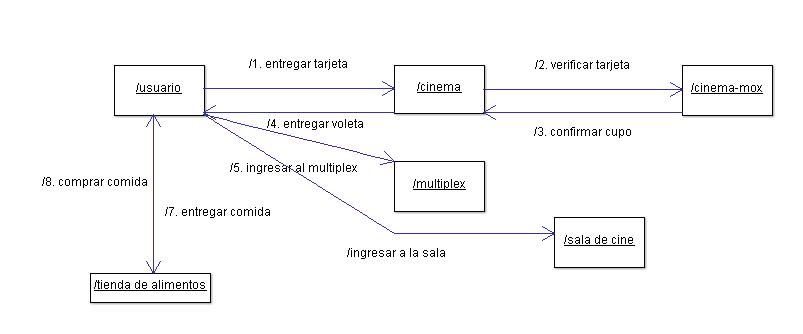 /1. entregar tarjeta
/2. verificar tarjeta
/usuario
/cinema
/cinema-mox
/4. entregar voleta
/3. confirmar cupo
/5. ingresar al multiplex
/8. comprar comida
/multiplex
/7. entregar comida
/ingresar a la sala
/sala de cine
/tienda de alimentos